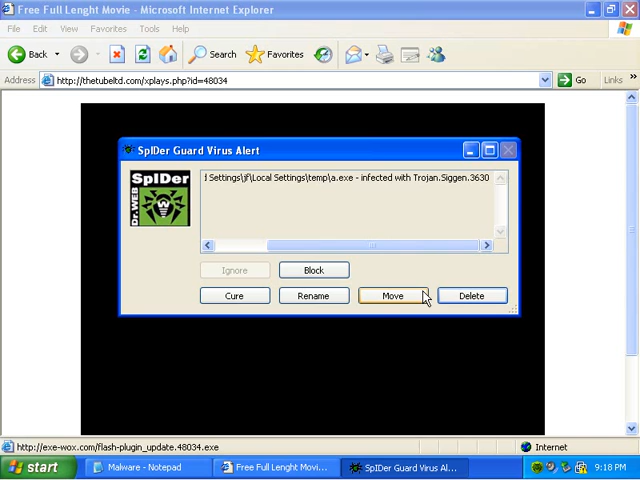 Free Full Lenght Movie - Microsoft Internet Explorer
File Edit View Favorites Tools Help
Back Search Favorites
Address http://thetubeltd.com/xplays.php?id=48034 Go Links
SpIDer Guard Virus Alert
SpIDer
Dr.WEB
d Settings\jf\Local Settings\temp\a.exe - infected with Trojan.Siggen.3630
Ignore Block
Cure Rename Move Delete
http://exe-wox.com/flash-plugin_update.48034.exe Internet
start Malware - Notepad Free Full Lenght Movi... SpIDer Guard Virus Al... 9:18 PM